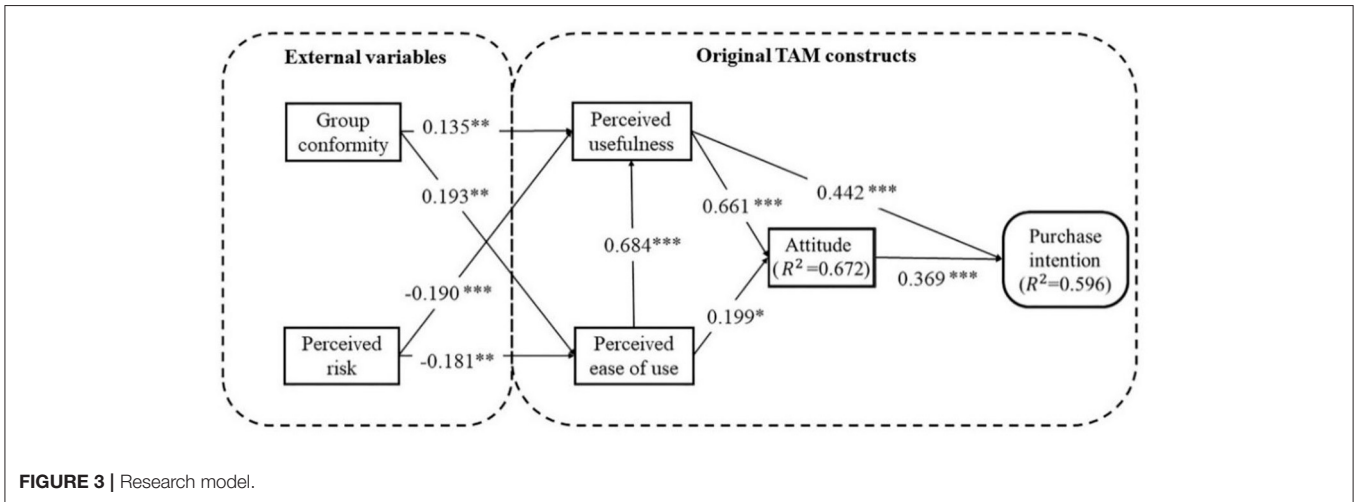 External variables
Original TAM constructs
Group
conformity
0.135**
Perceived
usefulness
0.193**
0.442 ***
0.661 ***
0.684***
Attitude
(R²=0.672)
Purchase
intention
(R²=0.596)
0.369 ***
-0.190 ***
0.199*
Perceived
risk
-0.181**
Perceived
ease of use
FIGURE 3 | Research model.